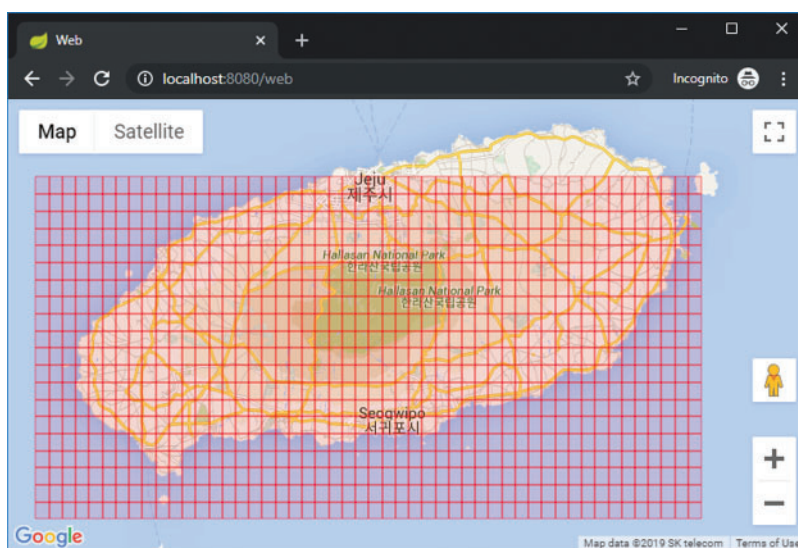 Web
localhost:8080/web
Incognito
Map Satellite
Jeju
제주시
Hallasan National Park
한라산국립공원
Hallasan National Park
한라산국립공원
Seogwipo
서귀포시
Google
Map data ©2019 SK telecom Terms of Use